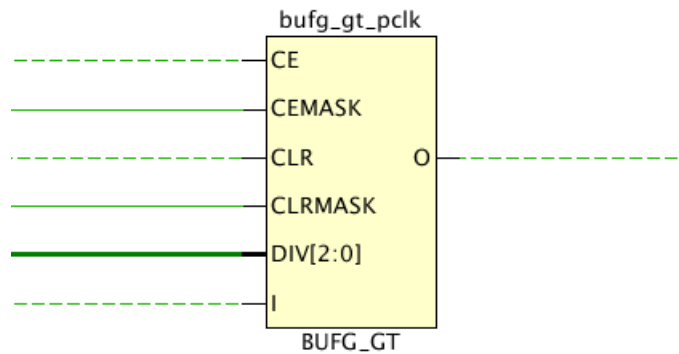 bufg_gt_pclk
CE
CEMASK
CLR
O
CLRMASK
DIV[2:0]
I
BUFG_GT